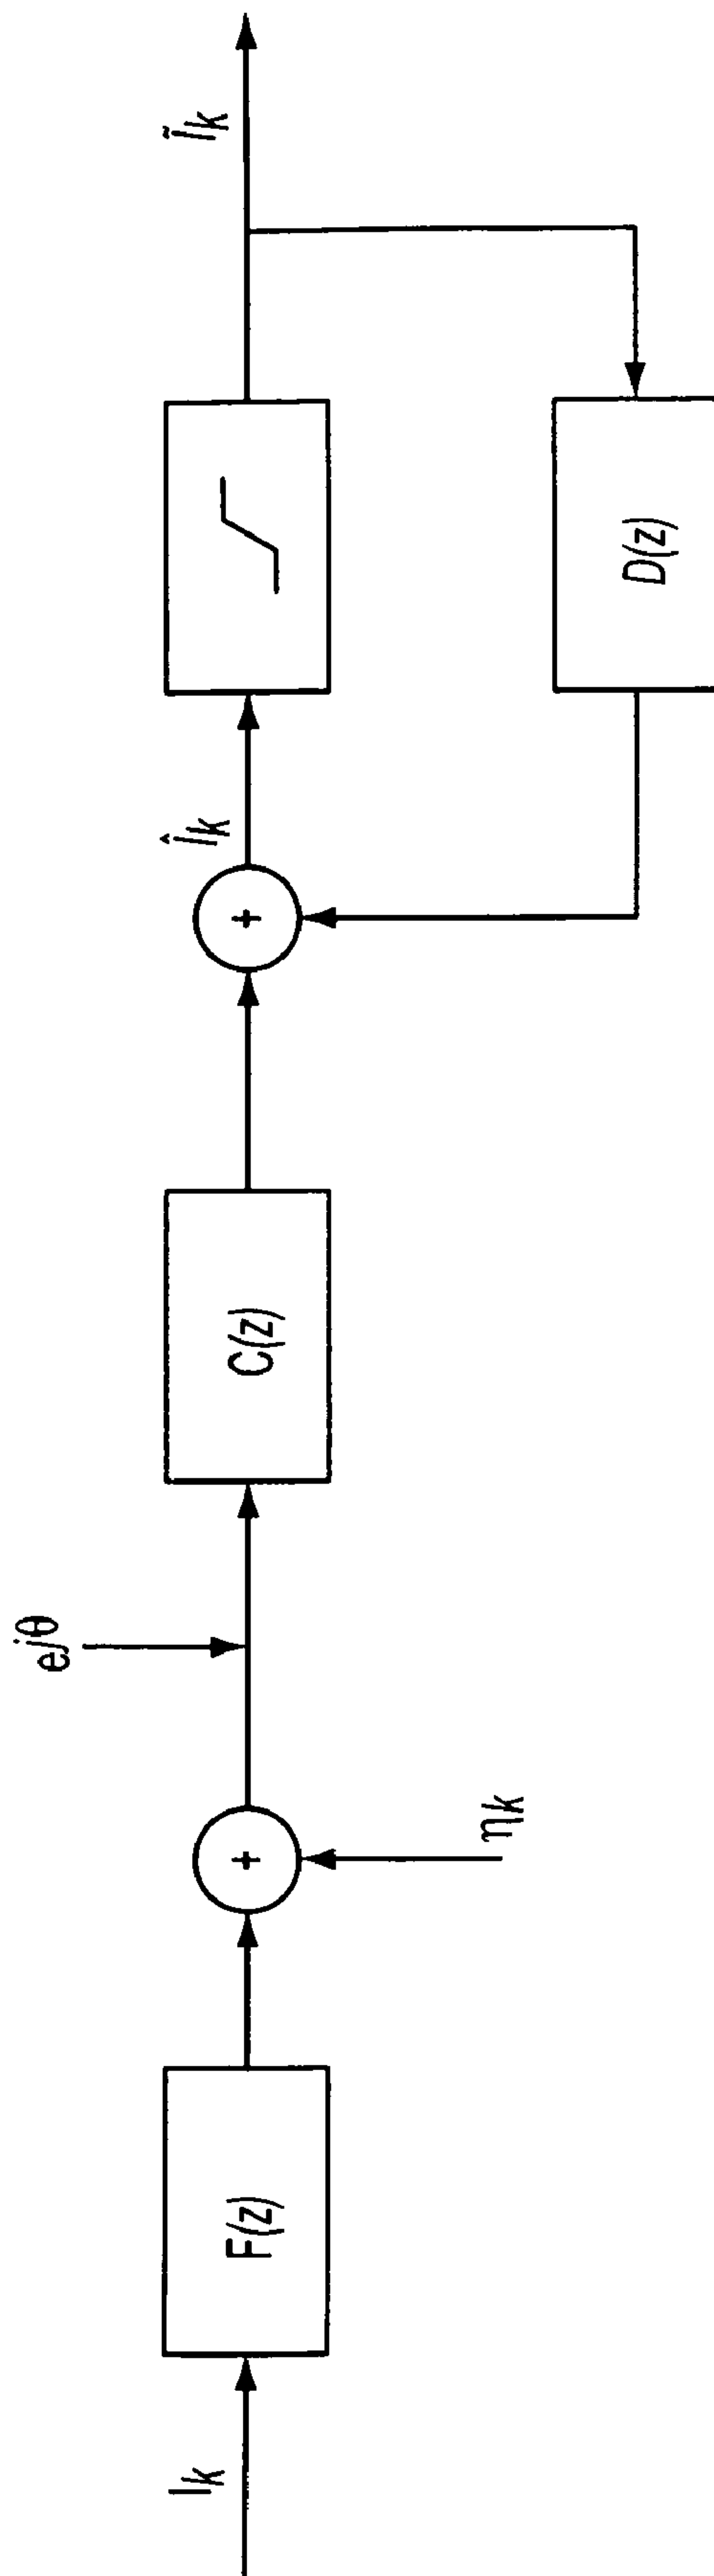 I_k
F(z)
+
η_k
e^{jθ}
C(z)
+
Î_k
D(z)
Ĩ_k